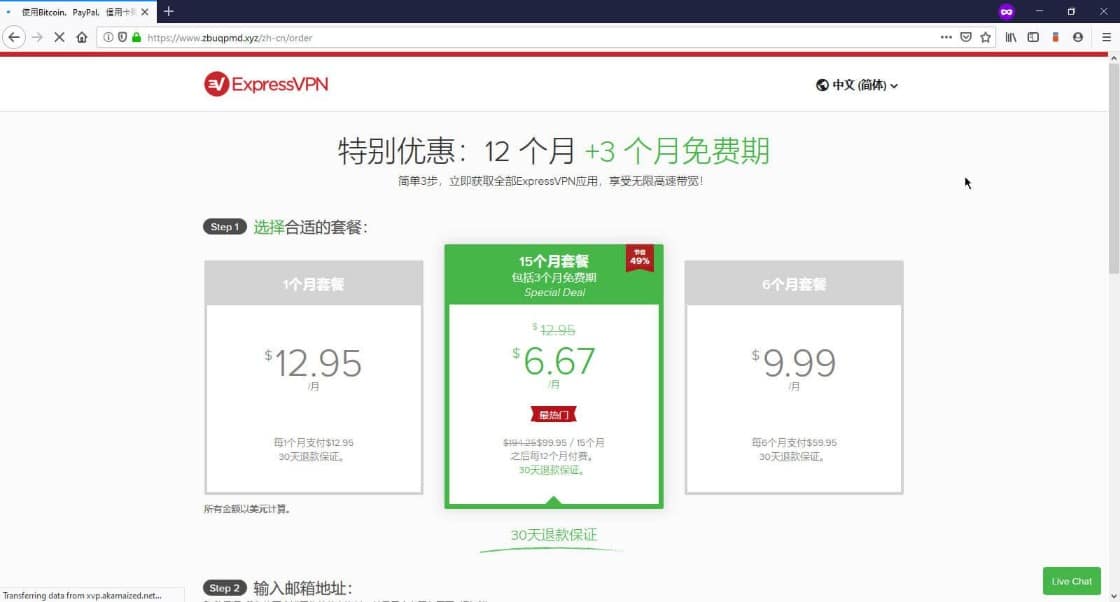 使用Bitcoin、PayPal、信用卡
https://www.zbuqpmd.xyz/zh-cn/order
ExpressVPN
中文 (简体)
特别优惠：12 个月 +3 个月免费期
简单3步，立即获取全部ExpressVPN应用，享受无限高速带宽！
Step 1 选择合适的套餐：
1个月套餐
$12.95
/月
每1个月支付$12.95
30天退款保证。
15个月套餐
包括3个月免费期
Special Deal
节省
49%
$12.95
$6.67
/月
最热门
$194.25$99.95 / 15个月
之后每12个月付费。
30天退款保证。
6个月套餐
$9.99
/月
每6个月支付$59.95
30天退款保证。
所有金额以美元计算。
30天退款保证
Step 2 输入邮箱地址：
Live Chat
Transferring data from xvp.akamaized.net...